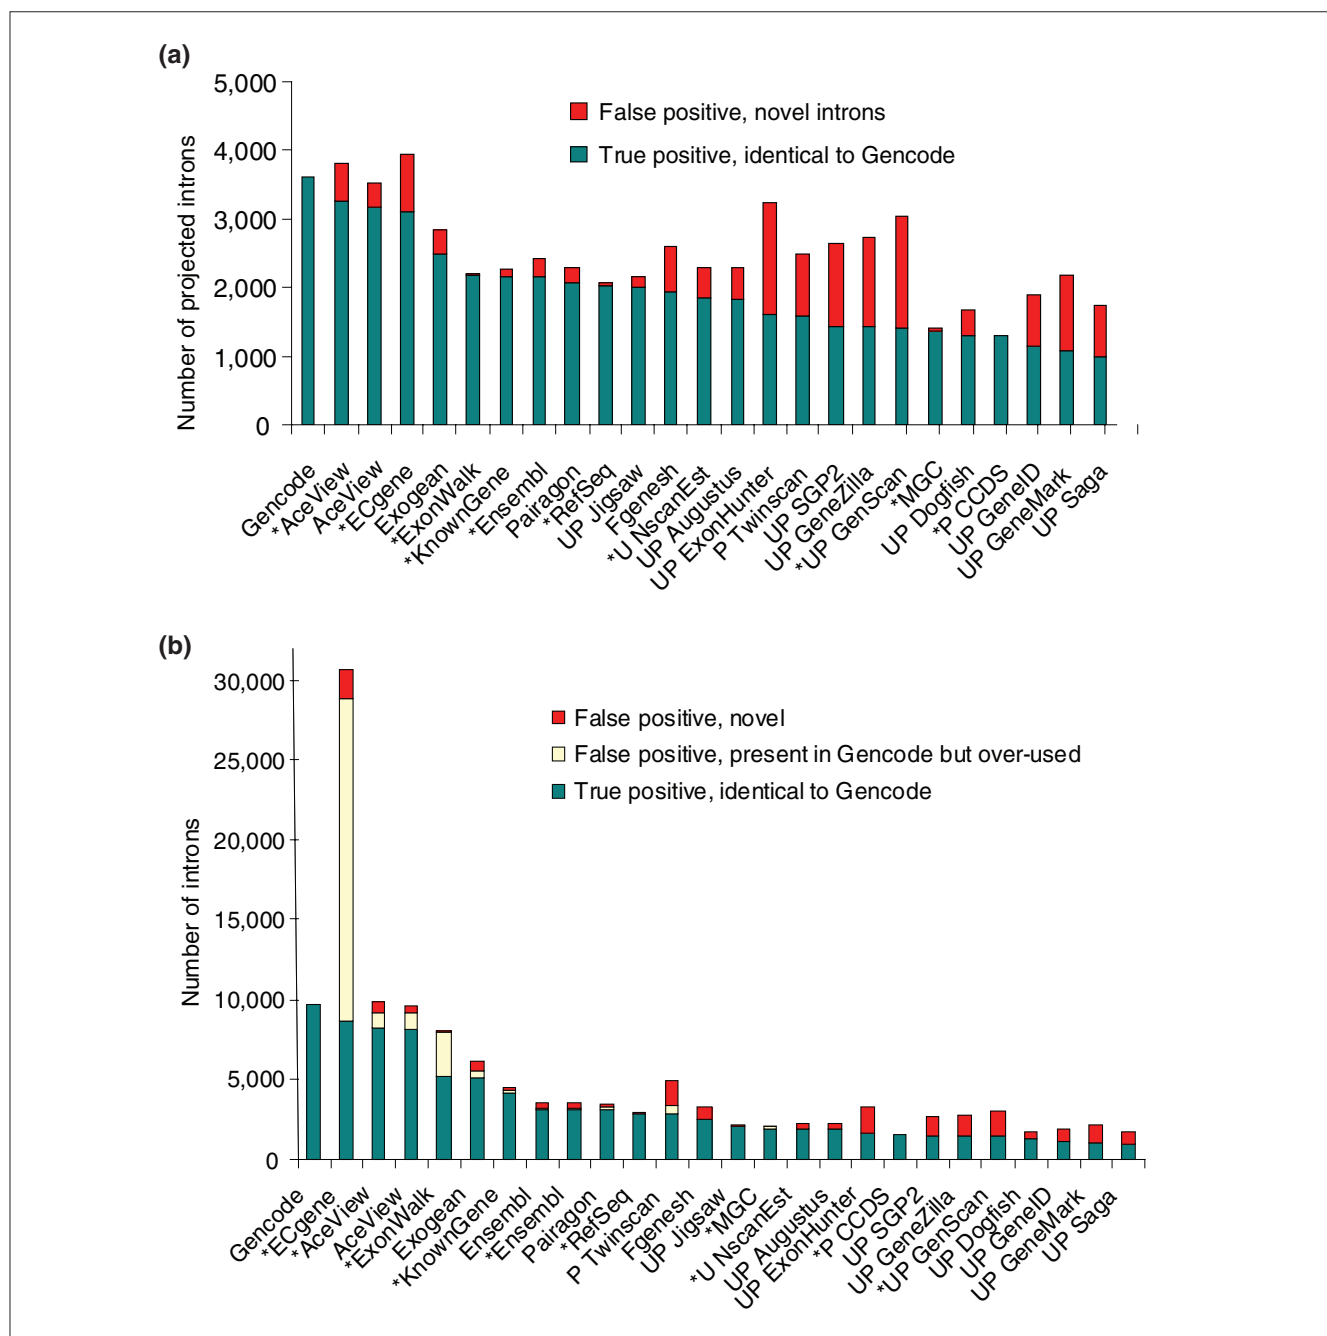 (a)
5,000
4,000
3,000
2,000
1,000
0
Number of projected introns
False positive, novel introns
True positive, identical to Gencode
Gencode
*AceView
AceView
*ECgene
Exogean
*ExonWalk
*KnownGene
*Ensembl
Pairagon
*RefSeq
UP Jigsaw
Fgenesh
*U NscanEst
UP Augustus
UP ExonHunter
P Twinscan
UP SGP2
UP GeneZilla
*UP GenScan
*MGC
UP Dogfish
*P CCDS
UP GeneID
UP GeneMark
UP Saga
(b)
30,000
25,000
20,000
15,000
10,000
5,000
0
Number of introns
False positive, novel
False positive, present in Gencode but over-used
True positive, identical to Gencode
Gencode
*ECgene
*AceView
AceView
*ExonWalk
Exogean
*KnownGene
Ensembl
*Ensembl
Pairagon
*RefSeq
P Twinscan
Fgenesh
UP Jigsaw
*MGC
*U NscanEst
UP Augustus
UP ExonHunter
*P CCDS
UP SGP2
UP GeneZilla
*UP GenScan
UP Dogfish
UP GeneID
UP GeneMark
UP Saga